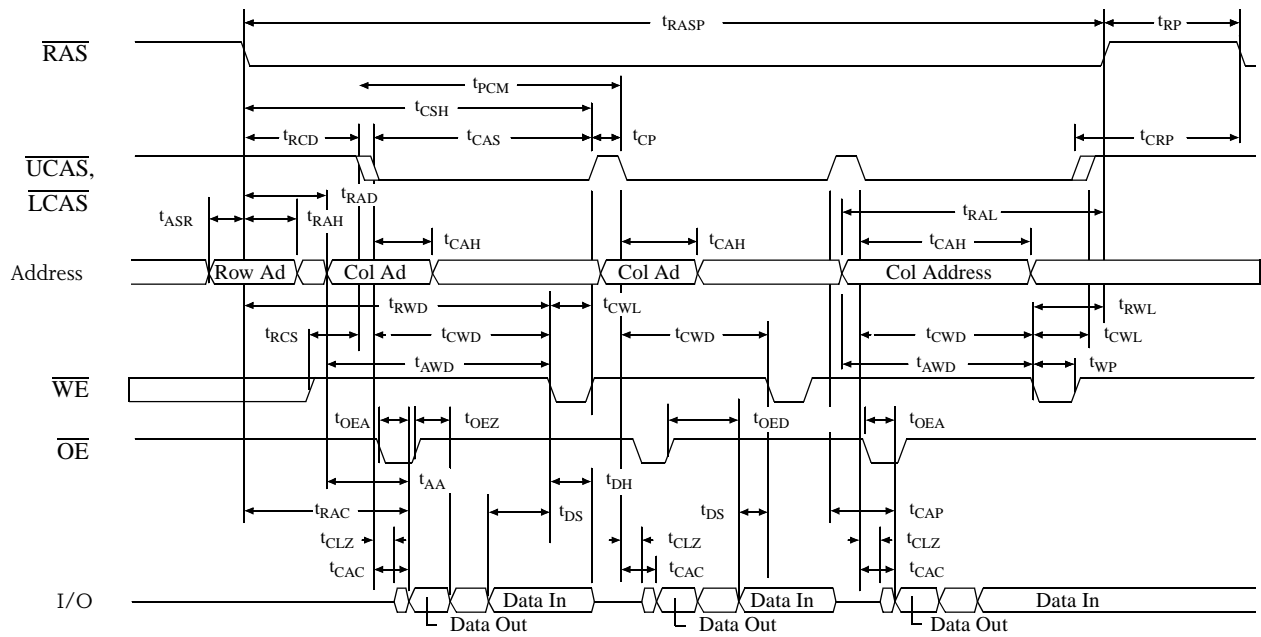 tRASP tRP
RAS
tPCM
tCSH
tRCD tCAS tCP tCRP
UCAS,
LCAS
tRAD
tASR tRAH tRAL
tCAH tCAH tCAH
Address Row Ad Col Ad Col Ad Col Address
tRWD tCWL tRWL
tRCS tCWD tCWD tCWD tCWL
tAWD tAWD tWP
WE
tOEA tOEZ tOED tOEA
OE
tAA tDH
tRAC tDS tDS tCAP
tCLZ tCLZ tCLZ
tCAC tCAC tCAC
I/O Data In Data In Data In
Data Out Data Out Data Out